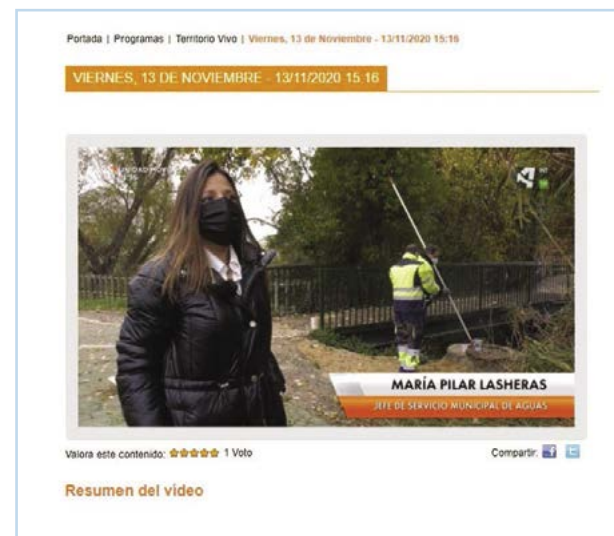 Portada | Programas | Territorio Vivo | Viernes, 13 de Noviembre - 13/11/2020 15:16
VIERNES, 13 DE NOVIEMBRE - 13/11/2020 15:16
MARÍA PILAR LASHERAS
JEFE DE SERVICIO MUNICIPAL DE AGUAS
Valora este contenido: 1 Voto
Compartir:
Resumen del vídeo